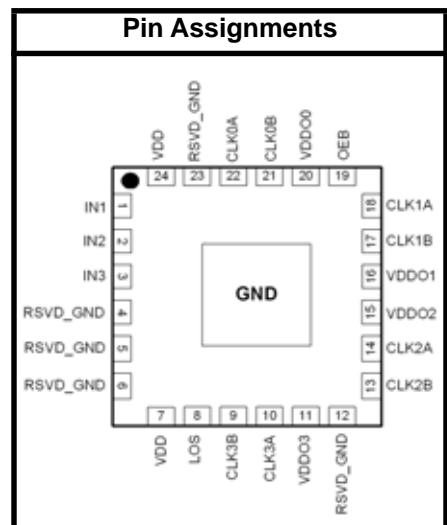 Pin Assignments
VDD
RSVD_GND
CLK0A
CLK0B
VDDO0
OEB
24 23 22 21 20 19
IN1 1 18 CLK1A
IN2 2 17 CLK1B
IN3 3 16 VDDO1
GND
RSVD_GND 4 15 VDDO2
RSVD_GND 5 14 CLK2A
RSVD_GND 6 13 CLK2B
7 8 9 10 11 12
VDD
LOS
CLK3B
CLK3A
VDDO3
RSVD_GND